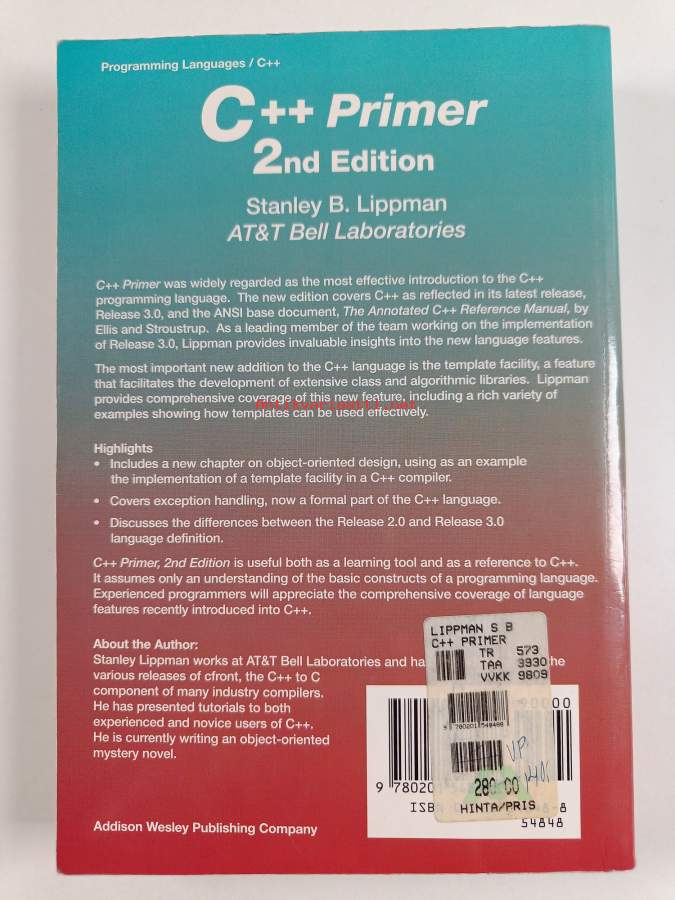 Programming Languages / C++
C++ Primer
2nd Edition
Stanley B. Lippman
AT&T Bell Laboratories
C++ Primer was widely regarded as the most effective introduction to the C++
programming language. The new edition covers C++ as reflected in its latest release,
Release 3.0, and the ANSI base document, The Annotated C++ Reference Manual, by
Ellis and Stroustrup. As a leading member of the team working on the implementation
of Release 3.0, Lippman provides invaluable insights into the new language features.
The most important new addition to the C++ language is the template facility, a feature
that facilitates the development of extensive class and algorithmic libraries. Lippman
provides comprehensive coverage of this new feature, including a rich variety of
examples showing how templates can be used effectively.
Antikvariaatti.net
Highlights
• Includes a new chapter on object-oriented design, using as an example
the implementation of a template facility in a C++ compiler.
• Covers exception handling, now a formal part of the C++ language.
• Discusses the differences between the Release 2.0 and Release 3.0
language definition.
C++ Primer, 2nd Edition is useful both as a learning tool and as a reference to C++.
It assumes only an understanding of the basic constructs of a programming language.
Experienced programmers will appreciate the comprehensive coverage of language
features recently introduced into C++.
About the Author:
Stanley Lippman works at AT&T Bell Laboratories and ha he
various releases of cfront, the C++ to C
component of many industry compilers.
He has presented tutorials to both
experienced and novice users of C++.
He is currently writing an object-oriented
mystery novel.
Addison Wesley Publishing Company
LIPPMAN S B
C++ PRIMER
TR 573
TAA 3930
VVKK 9809
9 780201 548488
VP.
280.00
HINTA/PRIS
90000
9 780201
ISB -8
54848